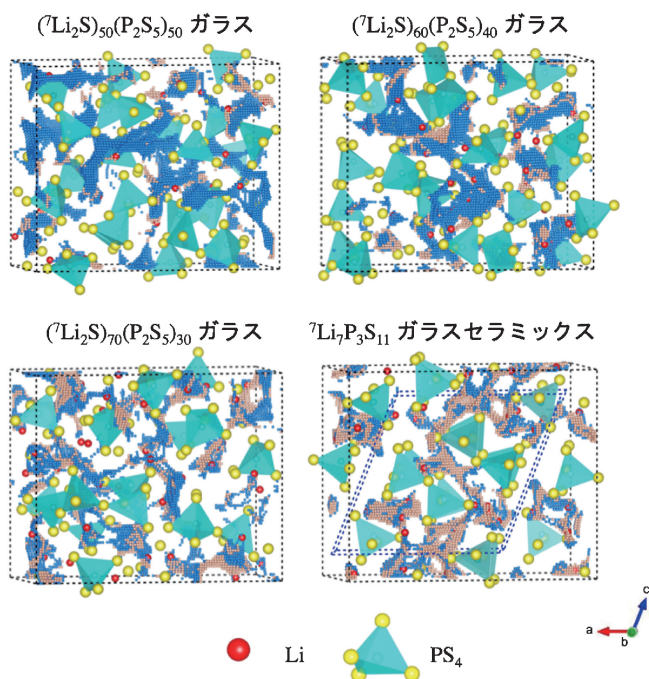 (⁷Li₂S)₅₀(P₂S₅)₅₀ ガラス
(⁷Li₂S)₆₀(P₂S₅)₄₀ ガラス
(⁷Li₂S)₇₀(P₂S₅)₃₀ ガラス
⁷Li₇P₃S₁₁ ガラスセラミックス
c
a
b
Li
PS₄